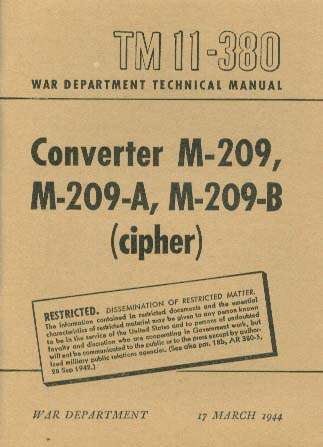 TM 11-380
WAR DEPARTMENT TECHNICAL MANUAL
Converter M-209,
M-209-A, M-209-B
(cipher)
RESTRICTED. DISSEMINATION OF RESTRICTED MATTER.
The information contained in restricted documents and the essential
characteristics of restricted material may be given to any person known
to be in the service of the United States and to persons of undoubted
loyalty and discretion who are cooperating in Government work, but
will not be communicated to the public or to the press except by author-
ized military public relations agencies. (See also par. 18b, AR 380-5,
28 Sep 1942.)
WAR DEPARTMENT 17 MARCH 1944